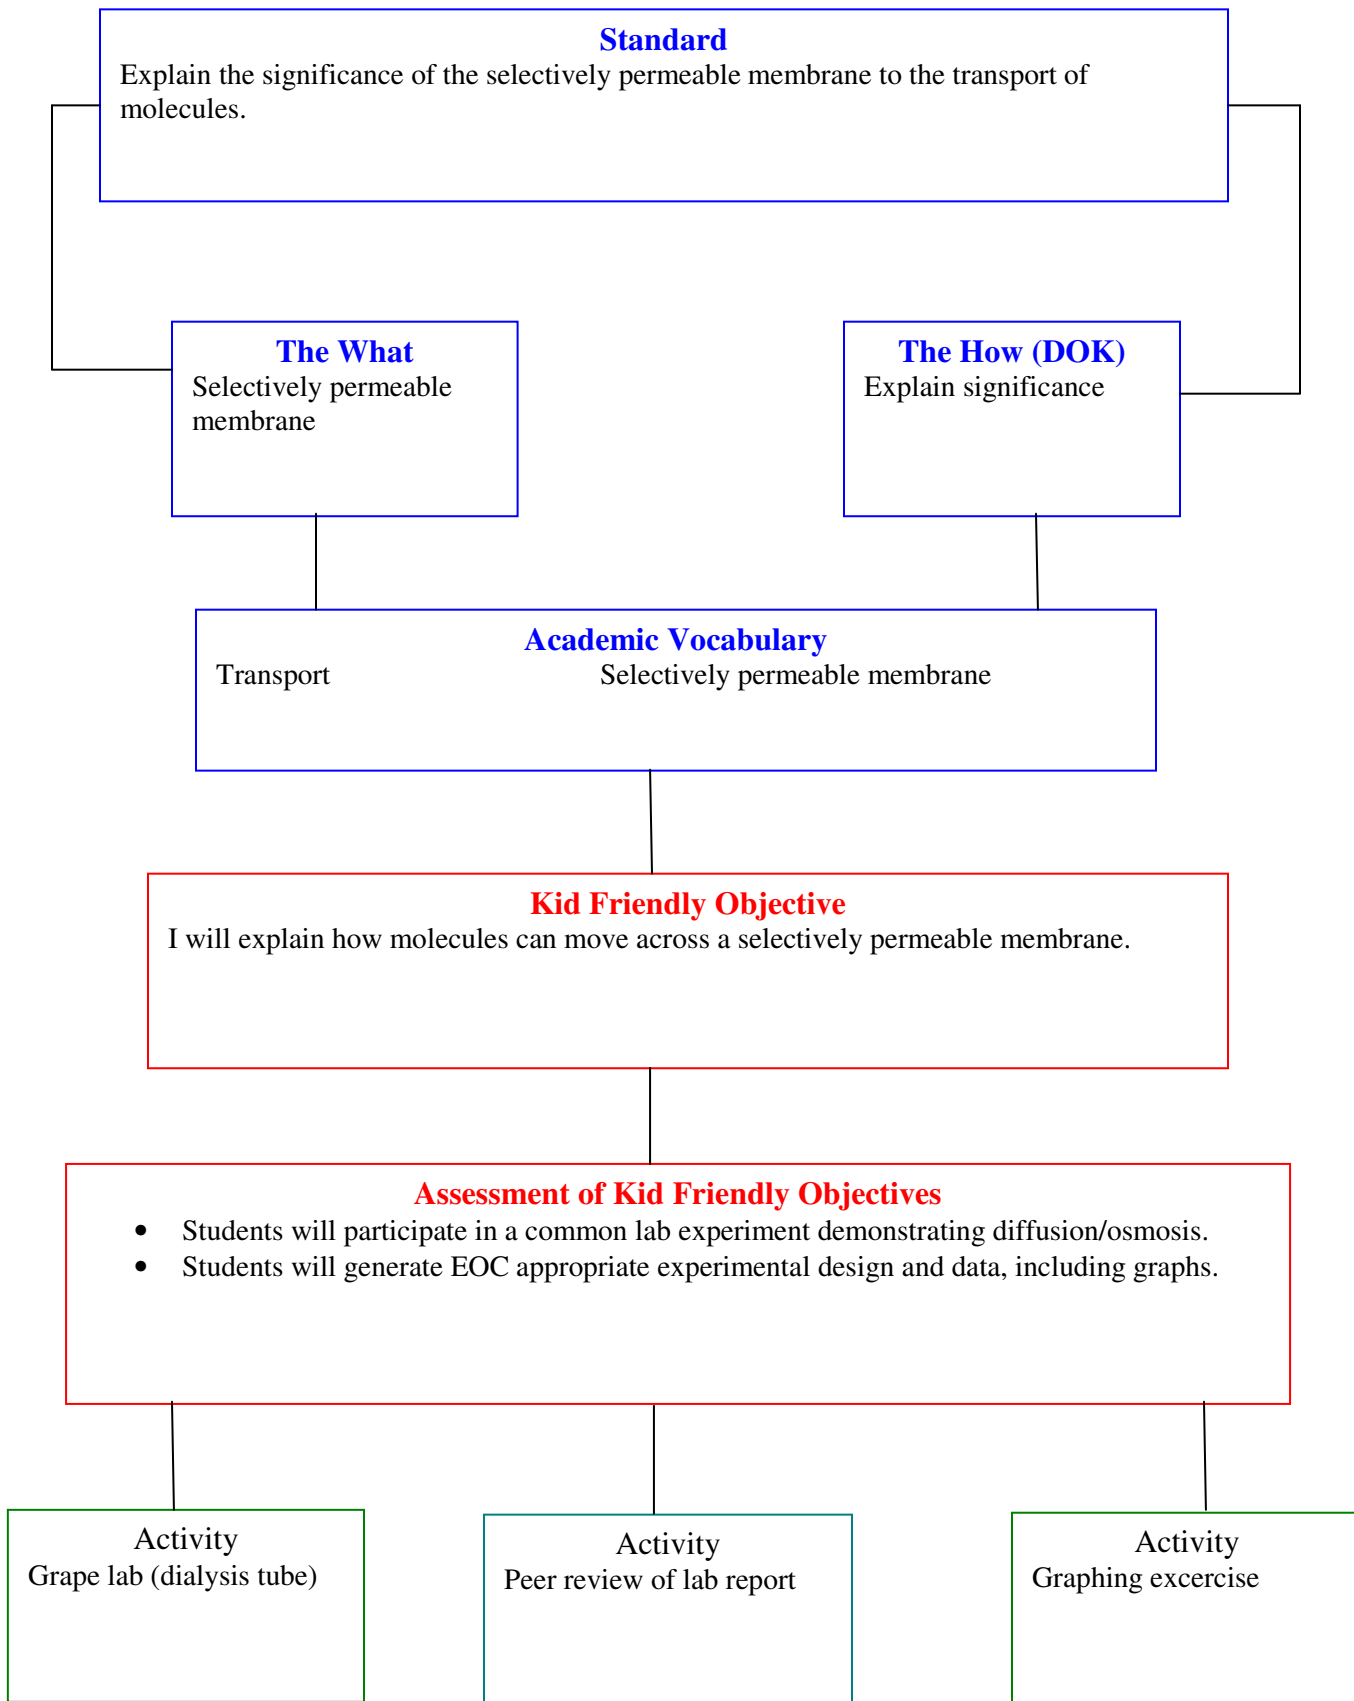 Standard
Explain the significance of the selectively permeable membrane to the transport of
molecules.
The What
Selectively permeable
membrane
The How (DOK)
Explain significance
Academic Vocabulary
Transport Selectively permeable membrane
Kid Friendly Objective
I will explain how molecules can move across a selectively permeable membrane.
Assessment of Kid Friendly Objectives
• Students will participate in a common lab experiment demonstrating diffusion/osmosis.
• Students will generate EOC appropriate experimental design and data, including graphs.
Activity
Grape lab (dialysis tube)
Activity
Peer review of lab report
Activity
Graphing excercise